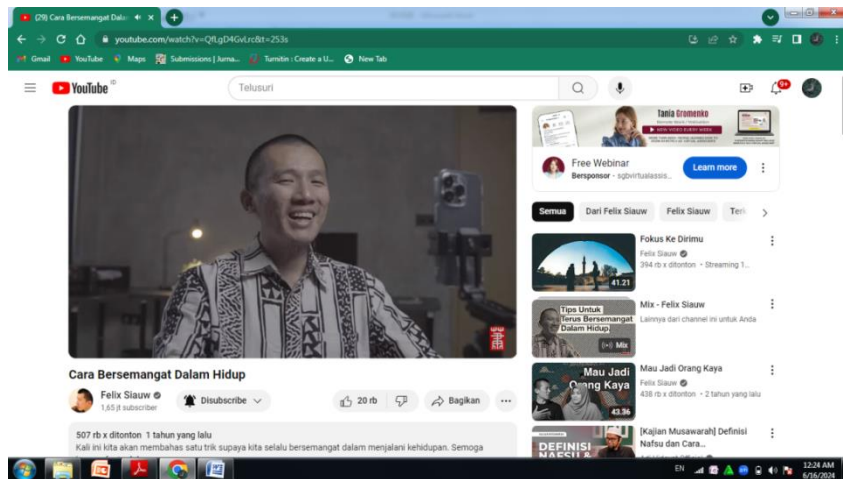 (29) Cara Bersemangat Dala
youtube.com/watch?v=QfLgD4GvLrc&t=253s
Gmail YouTube Maps Submissions | Jurna... Turnitin : Create a U... New Tab
YouTube ID
Telusuri
9+
Tania Gromenko
NEW VIDEO EVERY WEEK
Free Webinar
Bersponsor - sgbvirtualassis...
Learn more
Semua Dari Felix Siauw Felix Siauw Terk
Fokus Ke Dirimu
Felix Siauw
394 rb x ditonton • Streaming 1...
41.21
Tips Untuk
Terus Bersemangat
Dalam Hidup
Mix
Mix - Felix Siauw
Lainnya dari channel ini untuk Anda
Mau Jadi
Orang Kaya
43.36
Mau Jadi Orang Kaya
Felix Siauw
438 rb x ditonton • 2 tahun yang lalu
DEFINISI
NAFSU &
[Kajian Musawarah] Definisi
Nafsu dan Cara...
Cara Bersemangat Dalam Hidup
Felix Siauw
1,65 jt subscriber
Disubscribe
20 rb
Bagikan
507 rb x ditonton 1 tahun yang lalu
Kali ini kita akan membahas satu trik supaya kita selalu bersemangat dalam menjalani kehidupan. Semoga
EN
12:24 AM
6/16/2024